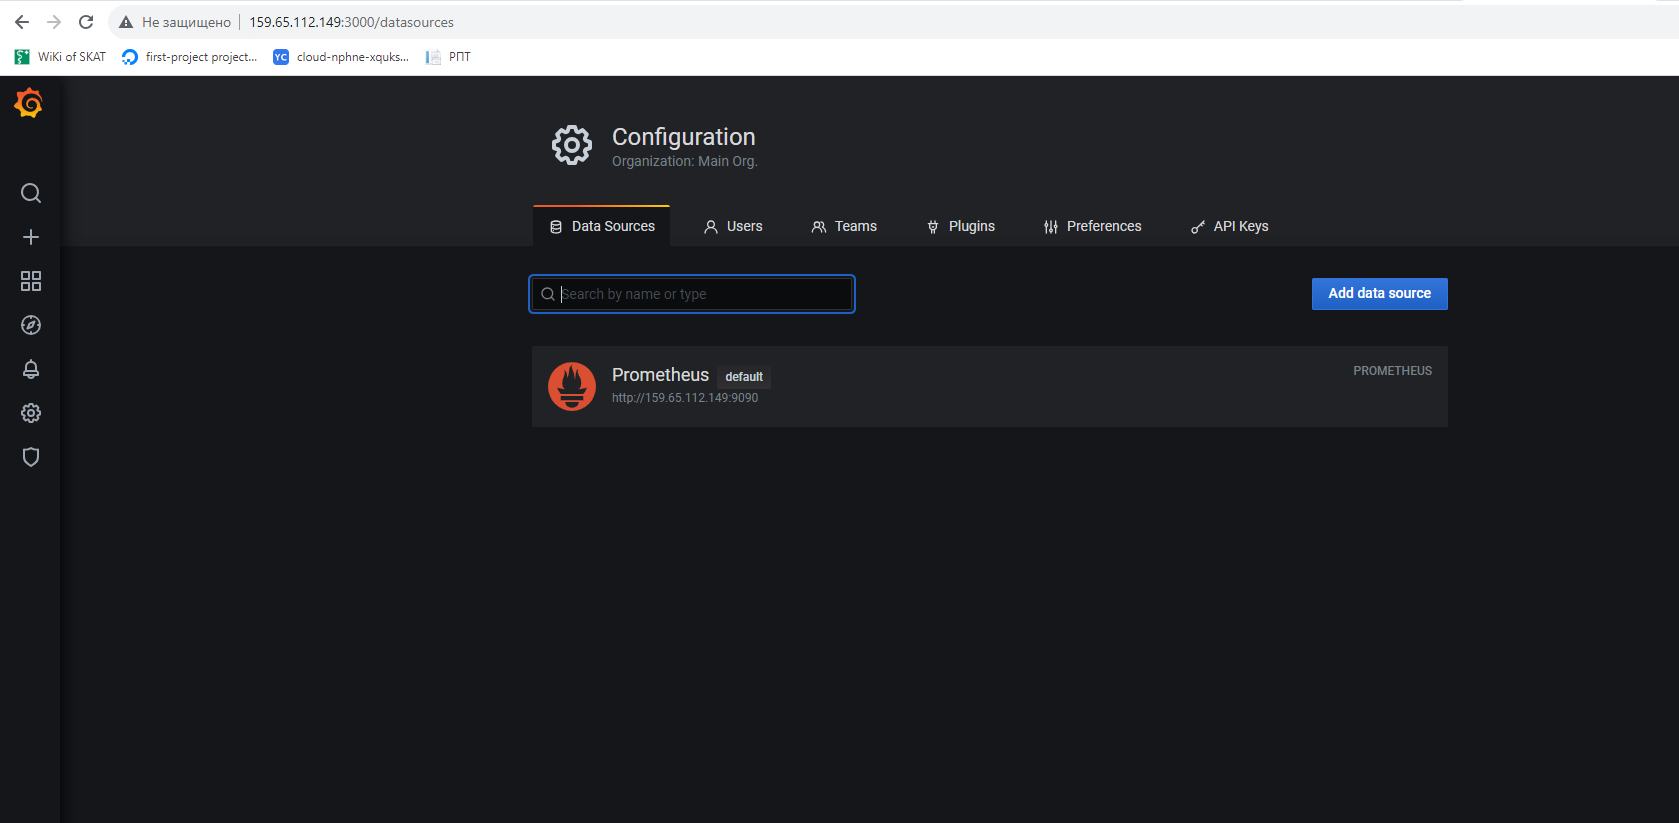 Не защищено 159.65.112.149:3000/datasources
WiKi of SKAT first-project project... YC cloud-nphne-xquks... РПТ
Configuration
Organization: Main Org.
Data Sources Users Teams Plugins Preferences API Keys
Search by name or type Add data source
Prometheus default PROMETHEUS
http://159.65.112.149:9090